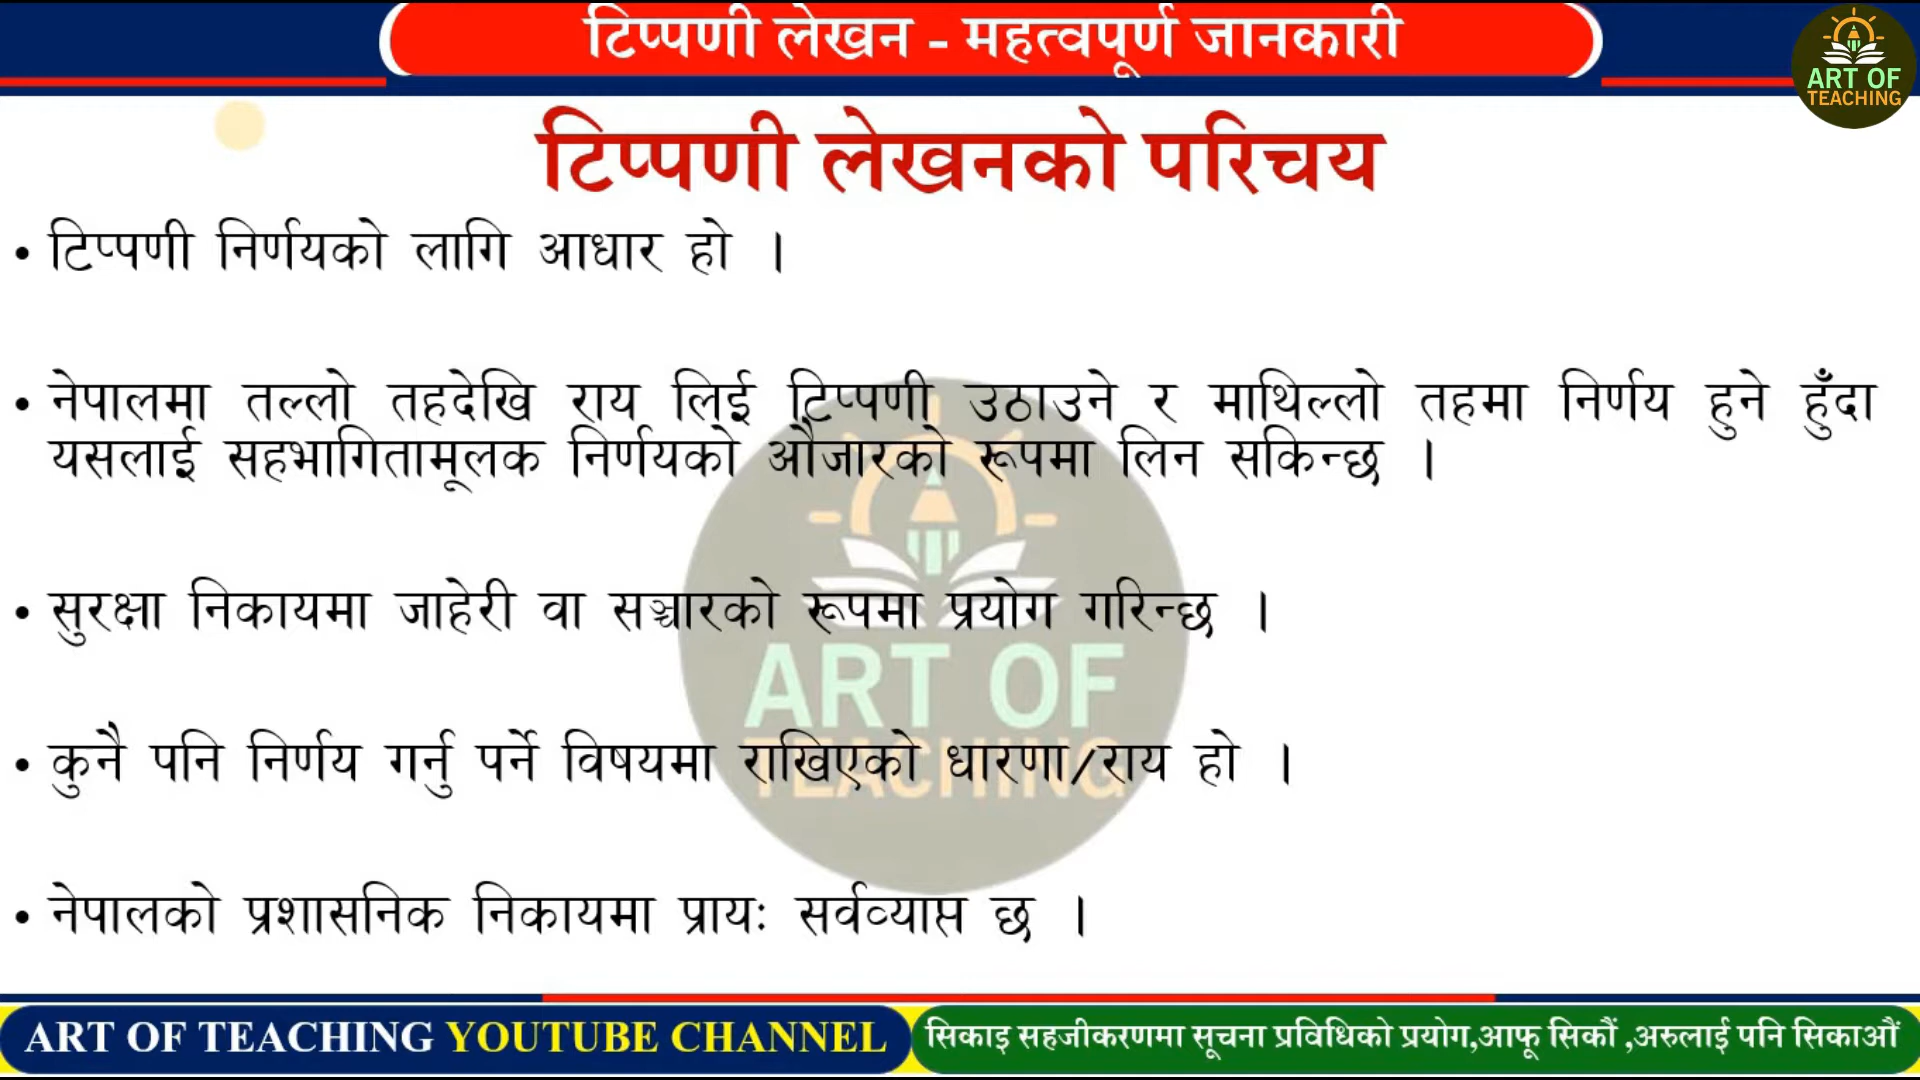 टिप्पणी लेखन - महत्वपूर्ण जानकारी
ART OF
TEACHING
टिप्पणी लेखनको परिचय
• टिप्पणी निर्णयको लागि आधार हो ।
• नेपालमा तल्लो तहदेखि राय लिई टिप्पणी उठाउने र माथिल्लो तहमा निर्णय हुने हुँदा
यसलाई सहभागितामूलक निर्णयको औजारको रूपमा लिन सकिन्छ ।
• सुरक्षा निकायमा जाहेरी वा सञ्चारको रूपमा प्रयोग गरिन्छ ।
ART OF
TEACHING
• कुनै पनि निर्णय गर्नु पर्ने विषयमा राखिएको धारणा/राय हो ।
• नेपालको प्रशासनिक निकायमा प्रायः सर्वव्याप्त छ ।
ART OF TEACHING YOUTUBE CHANNEL
सिकाइ सहजीकरणमा सूचना प्रविधिको प्रयोग,आफू सिकौं ,अरुलाई पनि सिकाऔं